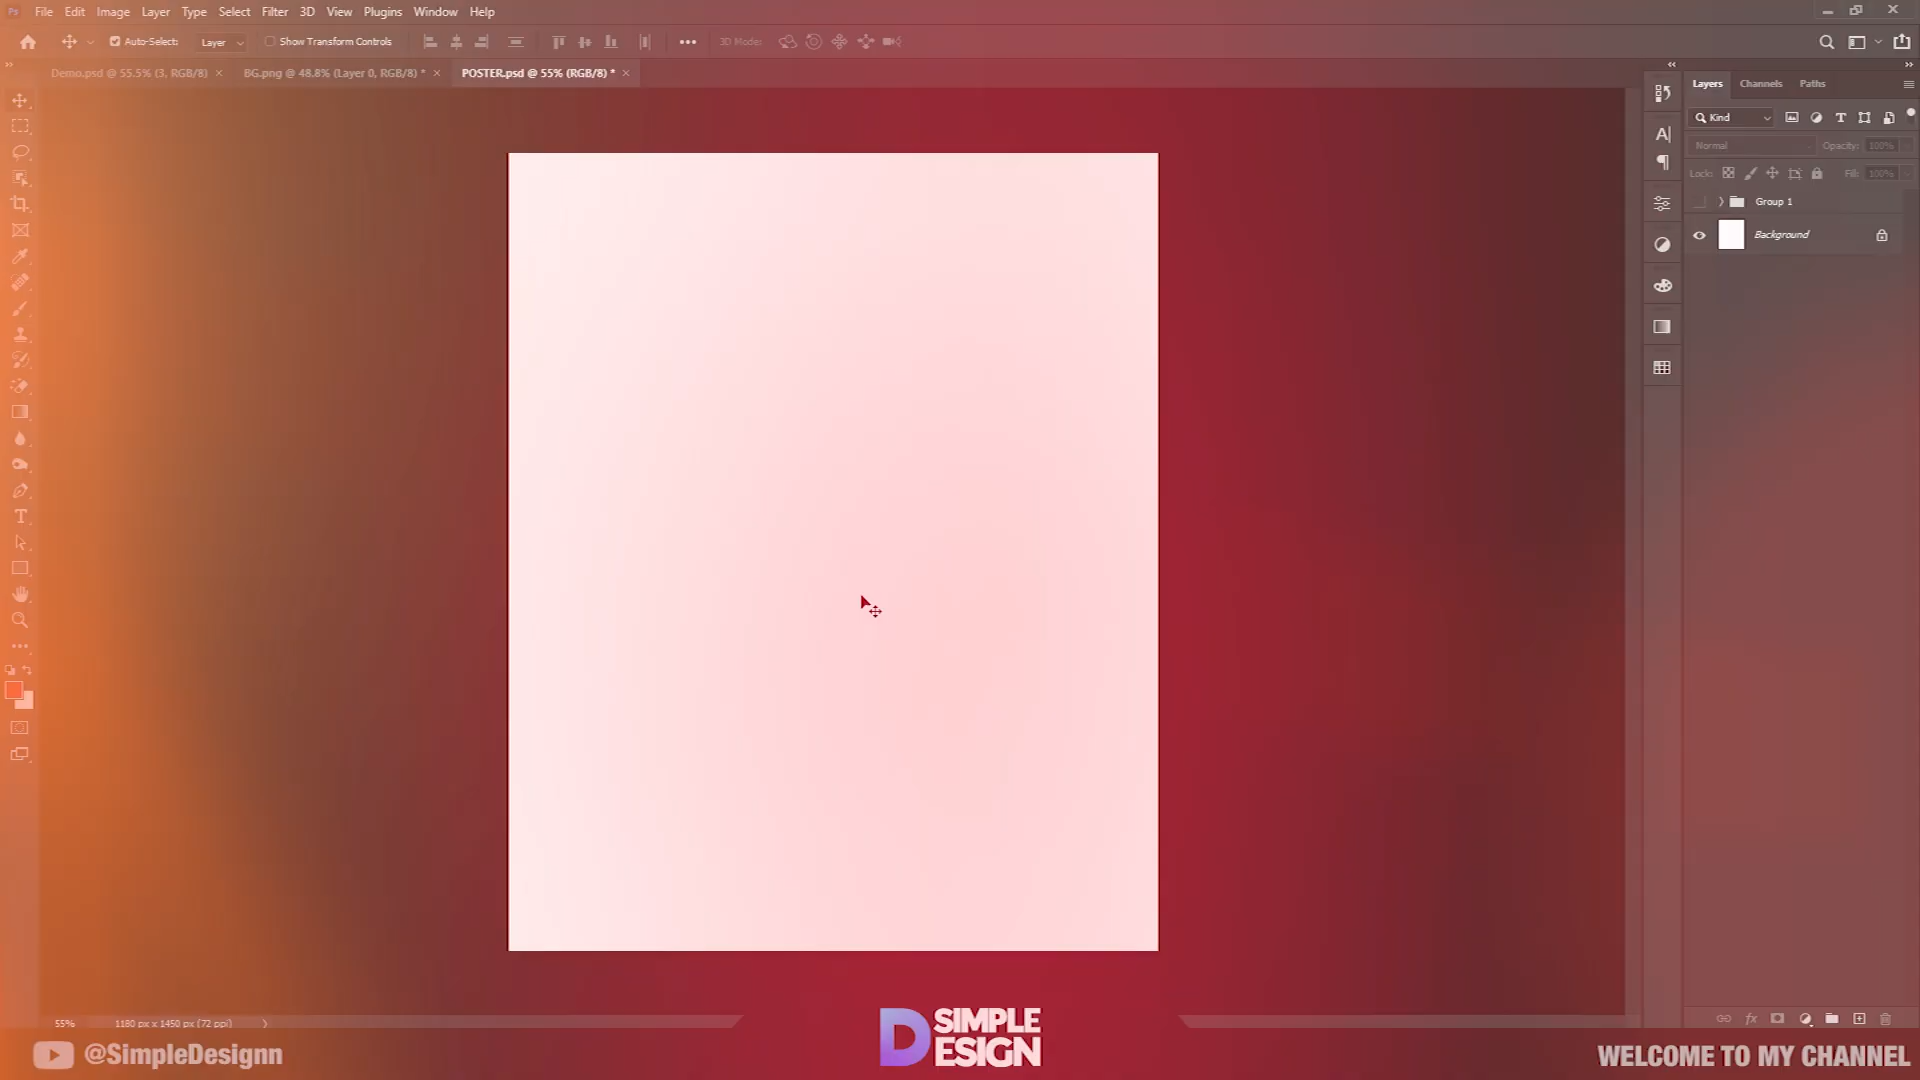 Ps File Edit Image Layer Type Select Filter 3D View Plugins Window Help
Auto-Select: Layer Show Transform Controls 3D Mode:
Demo.psd @ 55.5% (3, RGB/8) × BG.png @ 48.8% (Layer 0, RGB/8) * × POSTER.psd @ 55% (RGB/8) * ×
Layers Channels Paths
Kind
Normal Opacity: 100%
Lock: Fill: 100%
Group 1
Background
55% 1180 px x 1450 px (72 ppi)
@SimpleDesignn
SIMPLE
DESIGN
WELCOME TO MY CHANNEL